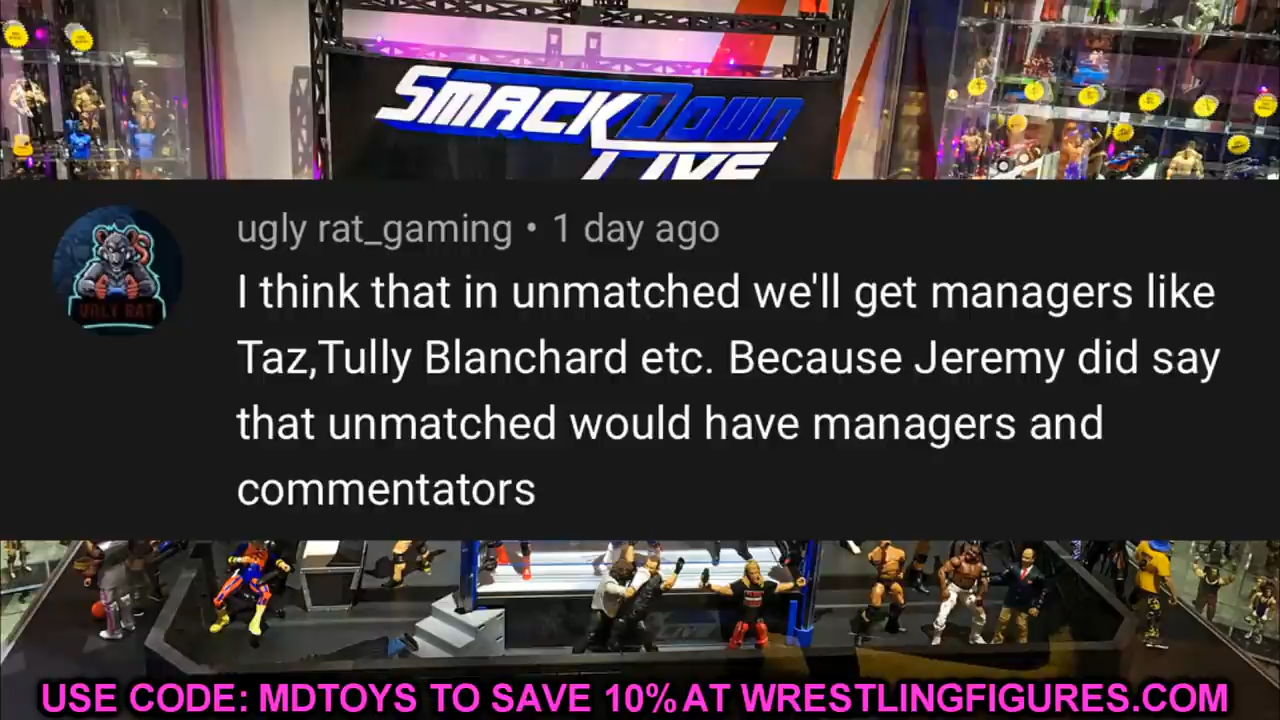 SMACKDOWN
LIVE
ugly rat_gaming • 1 day ago
I think that in unmatched we'll get managers like
Taz,Tully Blanchard etc. Because Jeremy did say
that unmatched would have managers and
commentators
UGLY RAT
USE CODE: MDTOYS TO SAVE 10% AT WRESTLINGFIGURES.COM